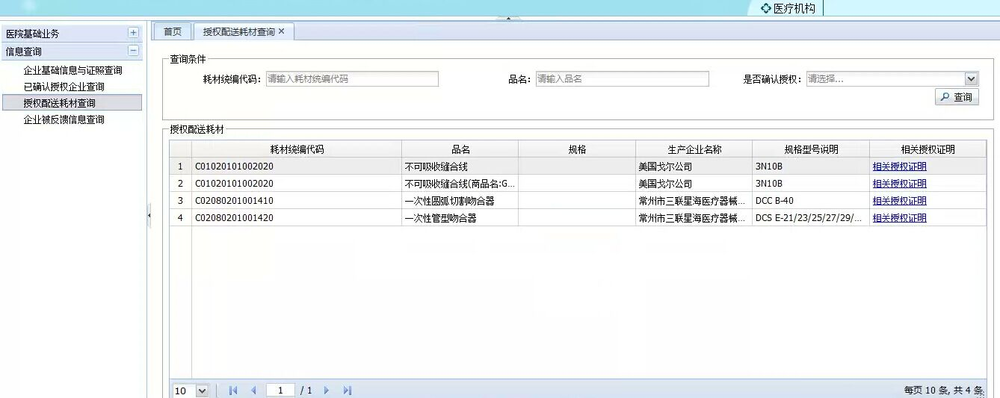 医疗机构
医院基础业务
信息查询
企业基础信息与证照查询
已确认授权企业查询
授权配送耗材查询
企业被反馈信息查询
首页 授权配送耗材查询
查询条件
耗材统编代码: 请输入耗材统编代码 品名: 请输入品名 是否确认授权: 请选择...
查询
授权配送耗材
耗材统编代码 品名 规格 生产企业名称 规格型号说明 相关授权证明
1 C01020101002020 不可吸收缝合线 美国戈尔公司 3N10B 相关授权证明
2 C01020101002020 不可吸收缝合线(商品名:G... 美国戈尔公司 3N10B 相关授权证明
3 C02080201001410 一次性圆弧切割吻合器 常州市三联星海医疗器械... DCC B-40 相关授权证明
4 C02080201001420 一次性管型吻合器 常州市三联星海医疗器械... DCS E-21/23/25/27/29/... 相关授权证明
10 1 / 1 每页 10 条, 共 4 条